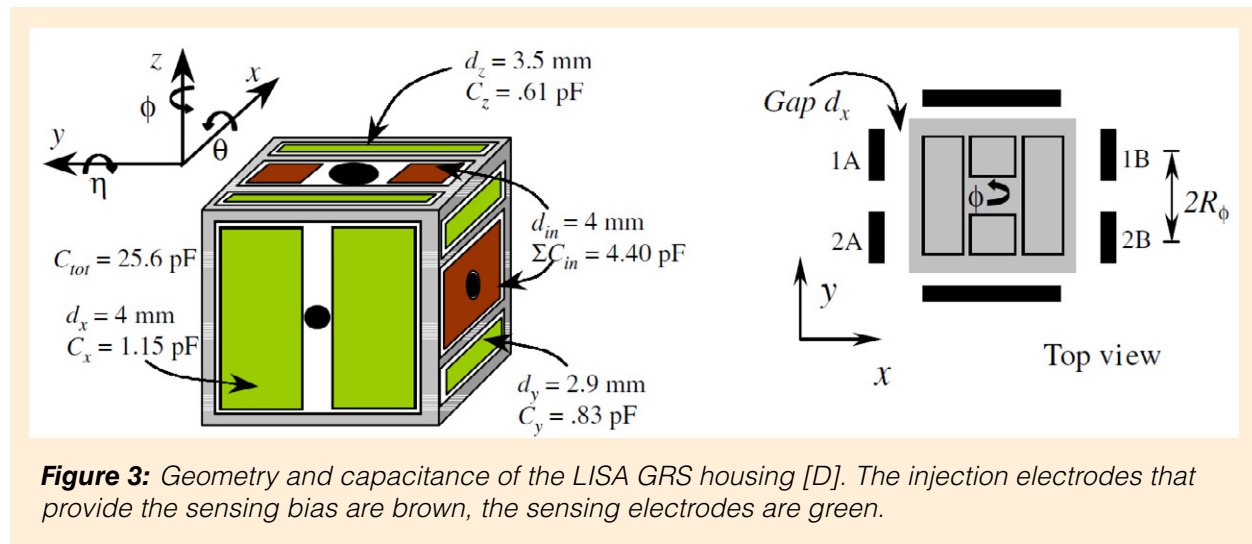 z
x
ϕ
θ
y
η
d_z = 3.5 mm
C_z = .61 pF
d_in = 4 mm
ΣC_in = 4.40 pF
C_tot = 25.6 pF
d_x = 4 mm
C_x = 1.15 pF
d_y = 2.9 mm
C_y = .83 pF
Gap d_x
1A
1B
ϕ
2R_ϕ
2A
2B
y
x
Top view
Figure 3: Geometry and capacitance of the LISA GRS housing [D]. The injection electrodes that
provide the sensing bias are brown, the sensing electrodes are green.